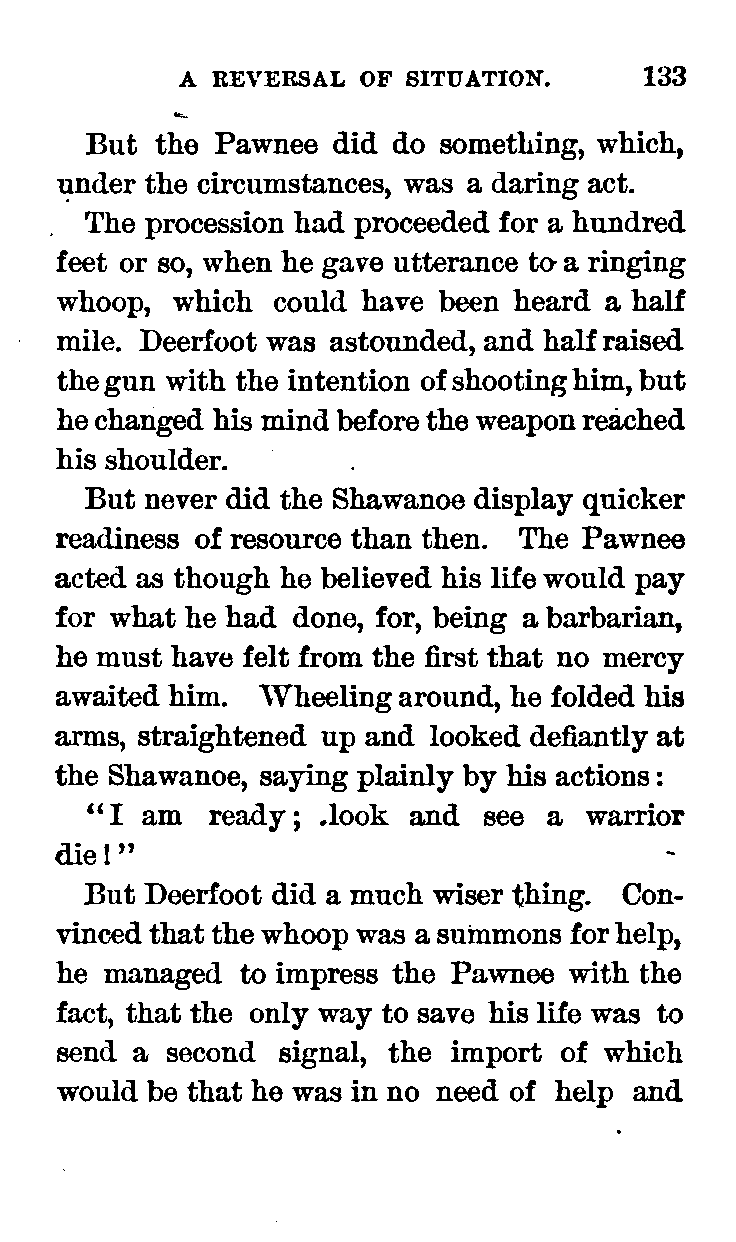 A REVERSAL OF SITUATION. 133
But the Pawnee did do something, which,
under the circumstances, was a daring act.
The procession had proceeded for a hundred
feet or so, when he gave utterance to a ringing
whoop, which could have been heard a half
mile. Deerfoot was astounded, and half raised
the gun with the intention of shooting him, but
he changed his mind before the weapon reached
his shoulder.
But never did the Shawanoe display quicker
readiness of resource than then. The Pawnee
acted as though he believed his life would pay
for what he had done, for, being a barbarian,
he must have felt from the first that no mercy
awaited him. Wheeling around, he folded his
arms, straightened up and looked defiantly at
the Shawanoe, saying plainly by his actions:
"I am ready; look and see a warrior
die!"
But Deerfoot did a much wiser thing. Con-
vinced that the whoop was a summons for help,
he managed to impress the Pawnee with the
fact, that the only way to save his life was to
send a second signal, the import of which
would be that he was in no need of help and